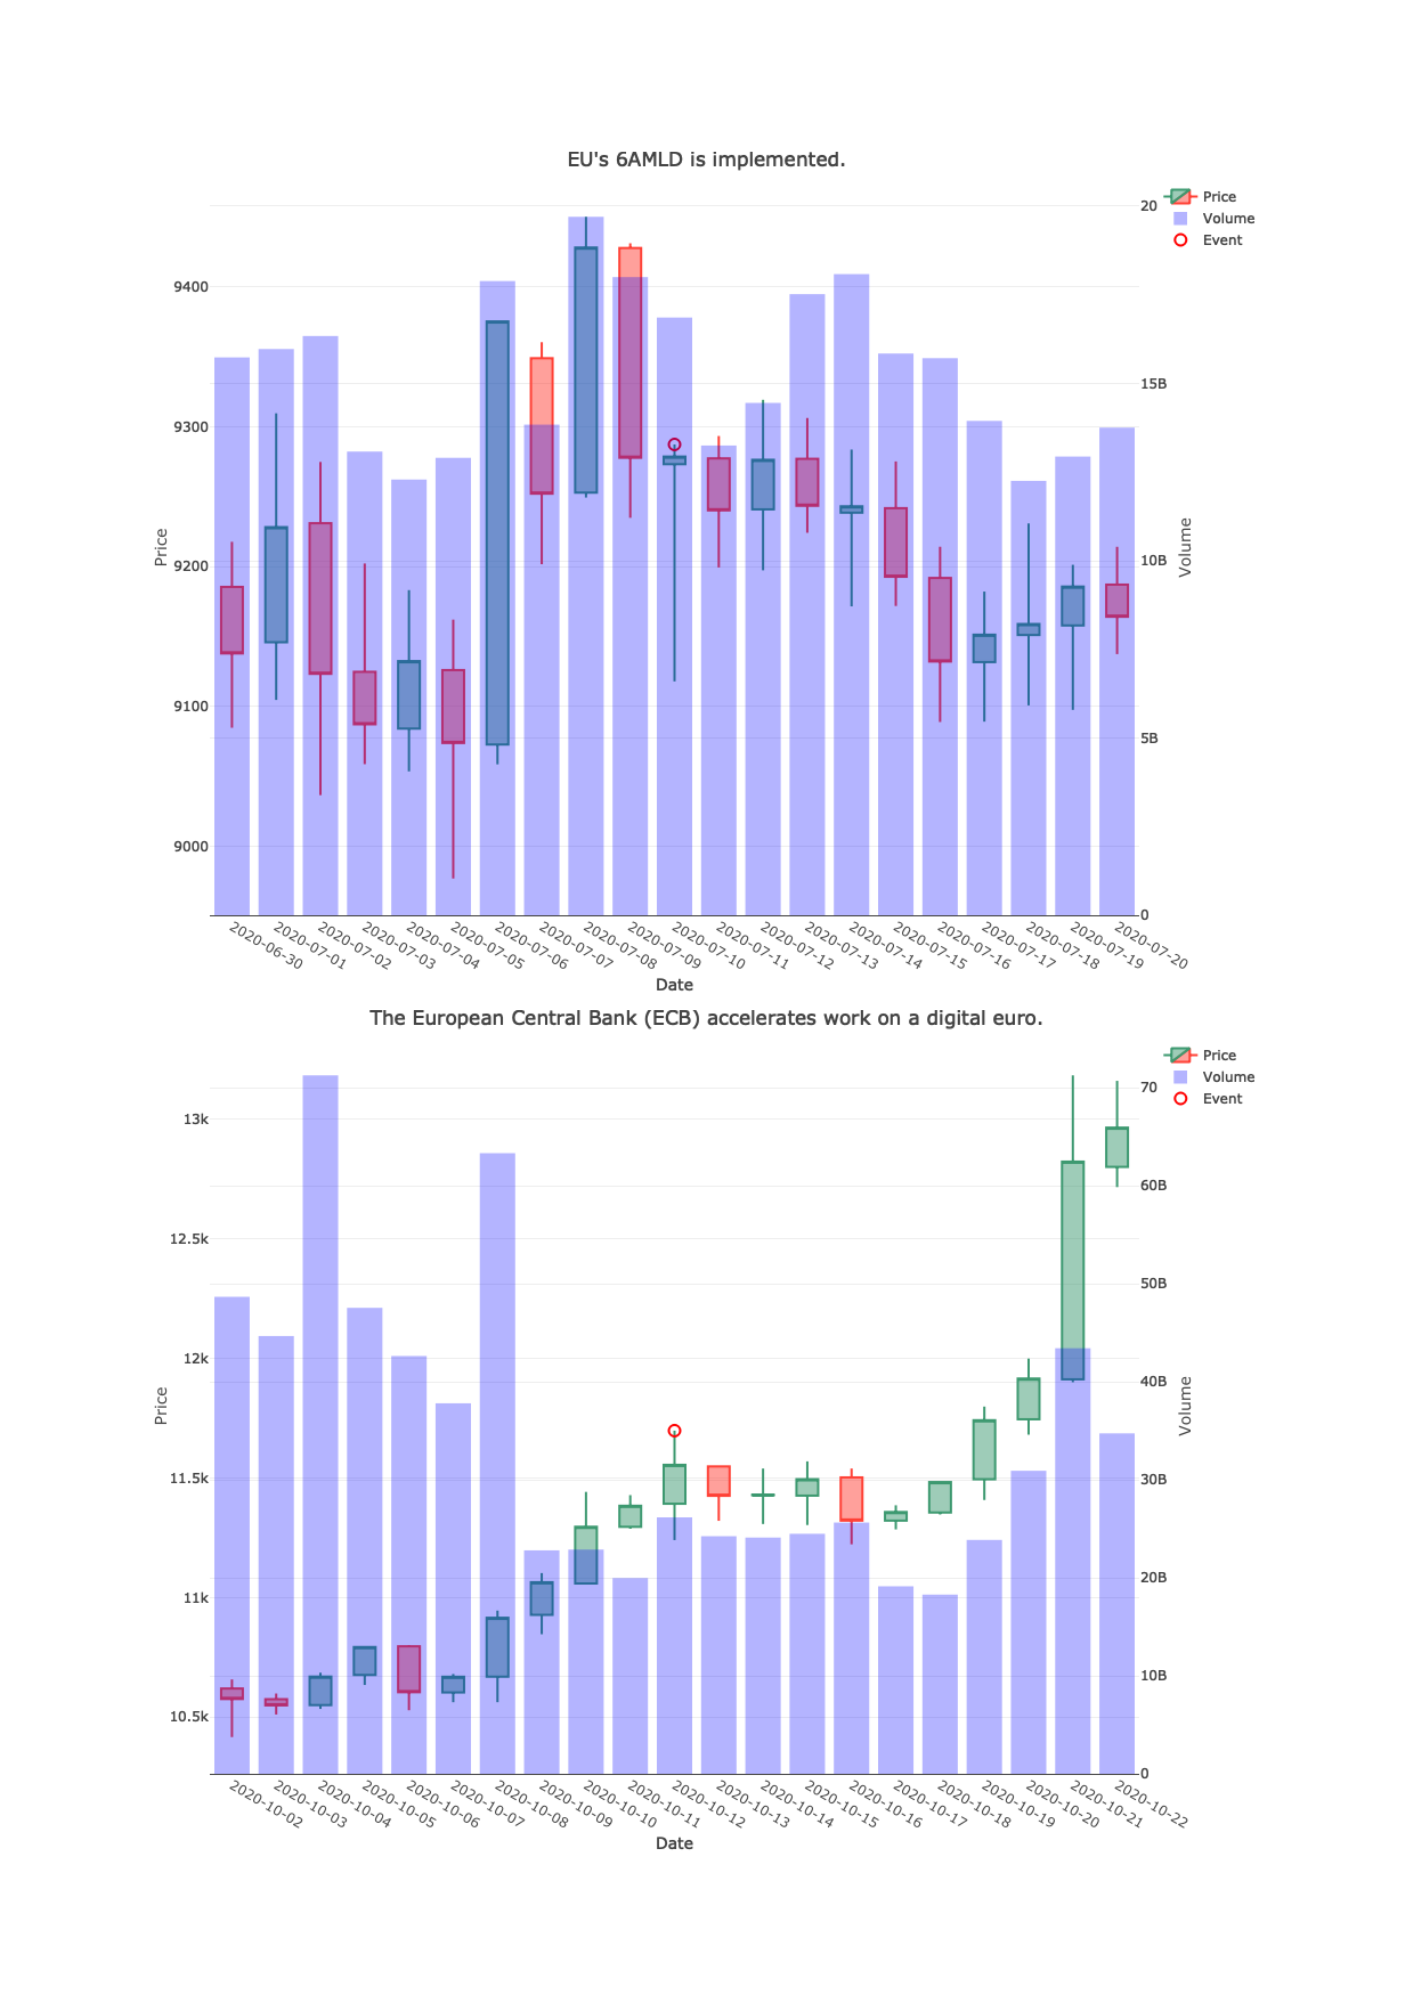 EU's 6AMLD is implemented.
Price
Volume
Event
20
9400
15B
9300
Price
9200
10B
Volume
9100
5B
9000
0
2020-06-30
2020-07-01
2020-07-02
2020-07-03
2020-07-04
2020-07-05
2020-07-06
2020-07-07
2020-07-08
2020-07-09
2020-07-10
2020-07-11
2020-07-12
2020-07-13
2020-07-14
2020-07-15
2020-07-16
2020-07-17
2020-07-18
2020-07-19
2020-07-20
Date
The European Central Bank (ECB) accelerates work on a digital euro.
Price
Volume
Event
70
13k
60B
12.5k
50B
12k
40B
Price
Volume
11.5k
30B
11k
20B
10B
10.5k
0
2020-10-02
2020-10-03
2020-10-04
2020-10-05
2020-10-06
2020-10-07
2020-10-08
2020-10-09
2020-10-10
2020-10-11
2020-10-12
2020-10-13
2020-10-14
2020-10-15
2020-10-16
2020-10-17
2020-10-18
2020-10-19
2020-10-20
2020-10-21
2020-10-22
Date